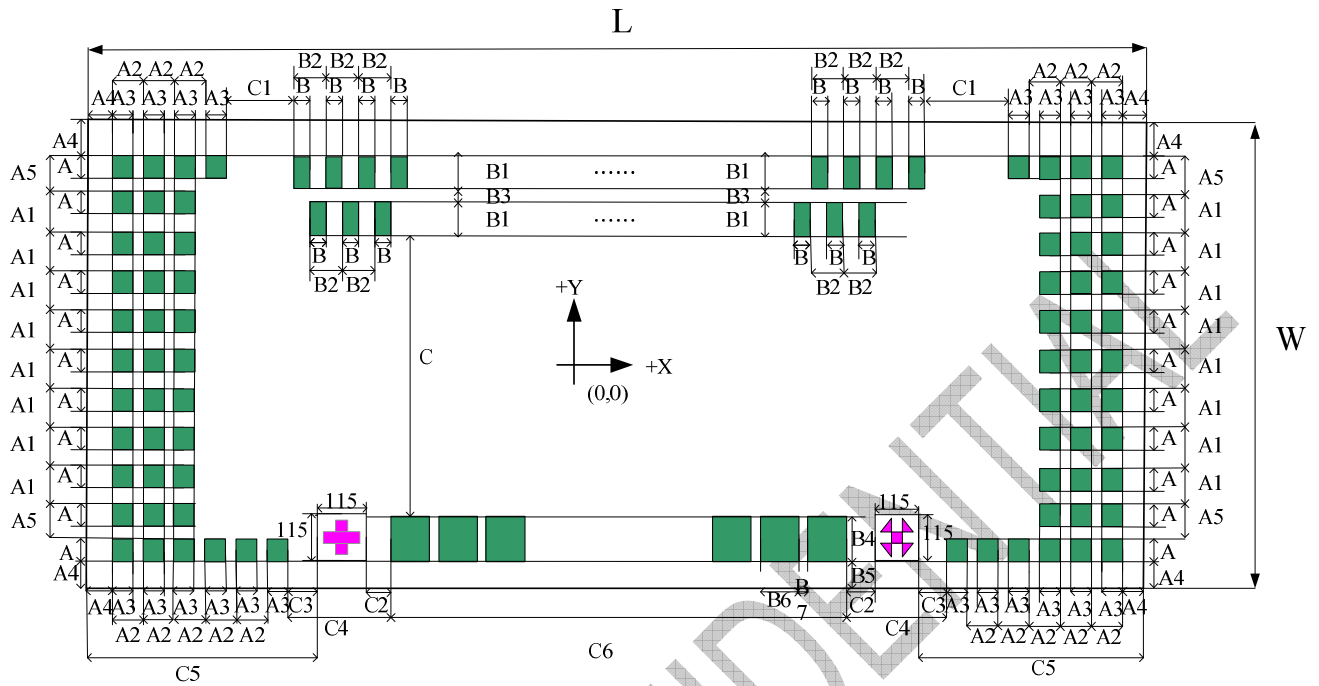 L
B2 B2 B2 B2 B2 B2
A2 A2 A2 C1 C1 A2 A2 A2
A4 A3 A3 A3 A3 B B B B B B B B A3 A3 A3 A3 A4
A4 A4
A5 A B1 ...... B1 A A5
B3 B3
A1 A B1 ...... B1 A A1
A1 A B B B B B B A A1
B2 B2 B2 B2
A1 A A A1
+Y
A1 A A A1
W
C +X
A1 A A A1
(0,0)
A1 A A A1
A1 A A A1
A1 A A A1
A5 A 115 115 A A5
115 B4 115
A A
A4 B5 A4
A4 A3 A3 A3 A3 A3 A3 C3 C2 B6 B7 C2 C3 A3 A3 A3 A3 A3 A3 A4
A2 A2 A2 A2 A2 C4 C4 A2 A2 A2 A2
C6
C5 C5
NDENTIAL